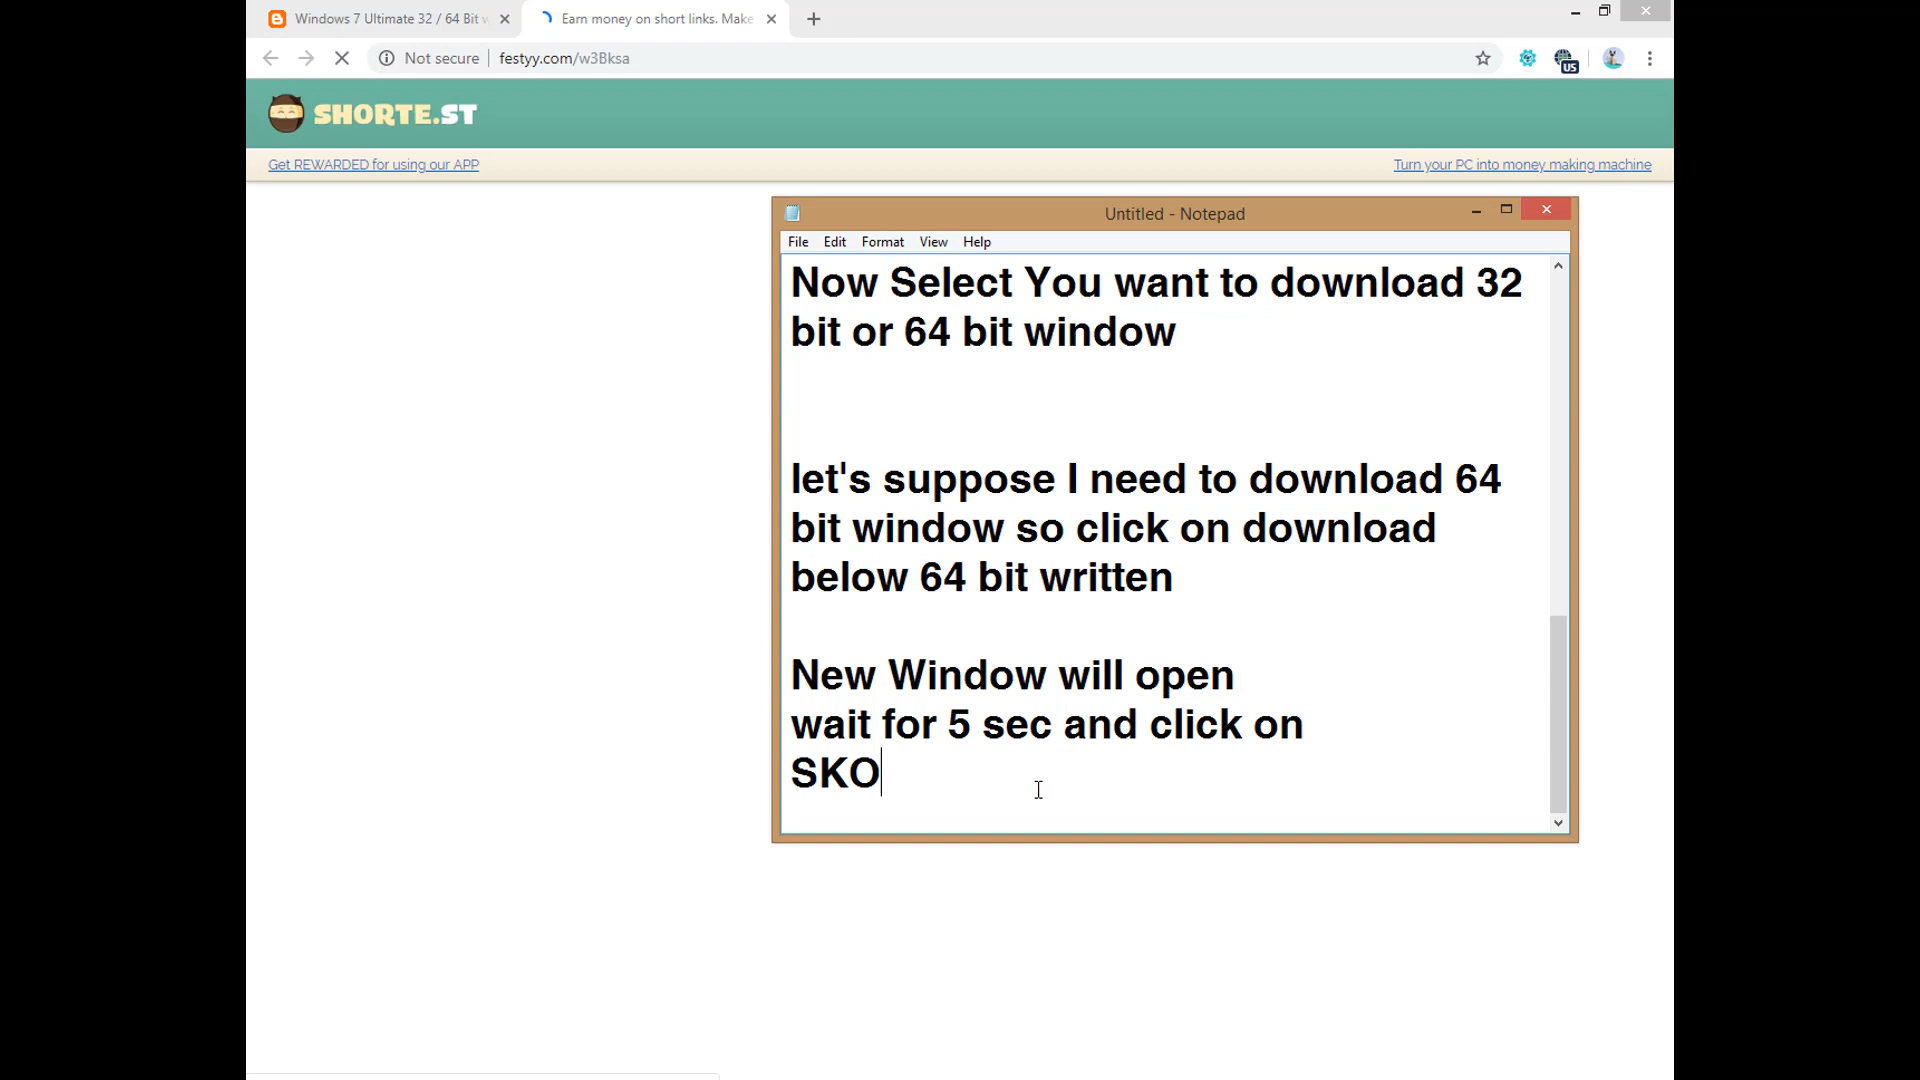 Windows 7 Ultimate 32 / 64 Bit w
Earn money on short links. Make
Not secure
festyy.com/w3Bksa
US
SHORTE.ST
Get REWARDED for using our APP
Turn your PC into money making machine
Untitled - Notepad
File Edit Format View Help
Now Select You want to download 32
bit or 64 bit window
let's suppose I need to download 64
bit window so click on download
below 64 bit written
New Window will open
wait for 5 sec and click on
SKO